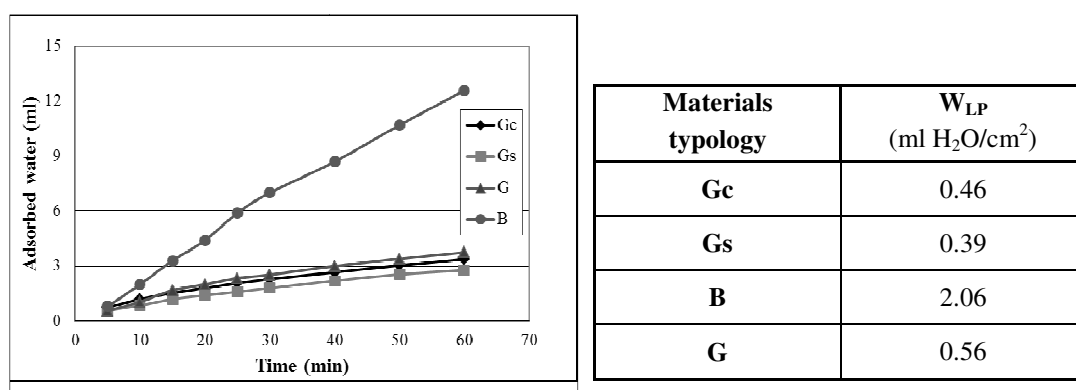 15
12
9
6
3
0
Adsorbed water (ml)
0 10 20 30 40 50 60 70
Time (min)
Gc
Gs
G
B
Materials typology W_LP (ml H₂O/cm²)
Gc 0.46
Gs 0.39
B 2.06
G 0.56